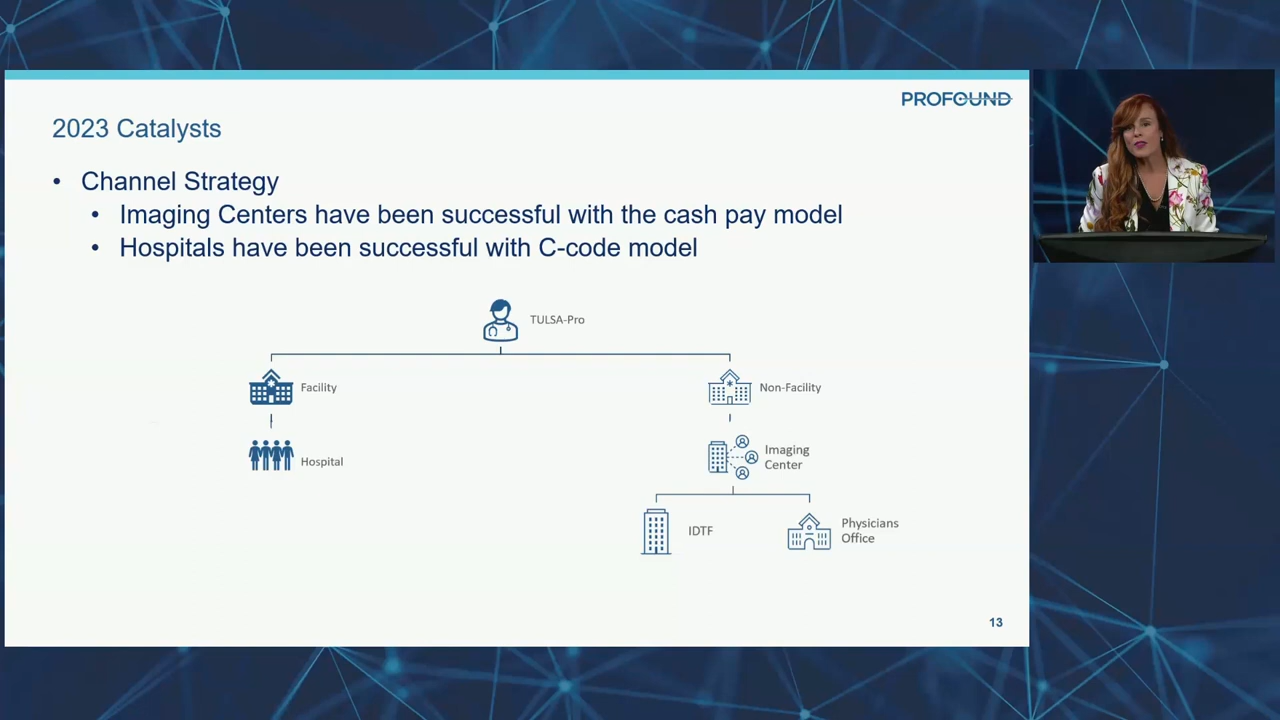 PROFOUND
2023 Catalysts
• Channel Strategy
• Imaging Centers have been successful with the cash pay model
• Hospitals have been successful with C-code model
TULSA-Pro
Facility
Non-Facility
Hospital
Imaging
Center
IDTF
Physicians
Office
13